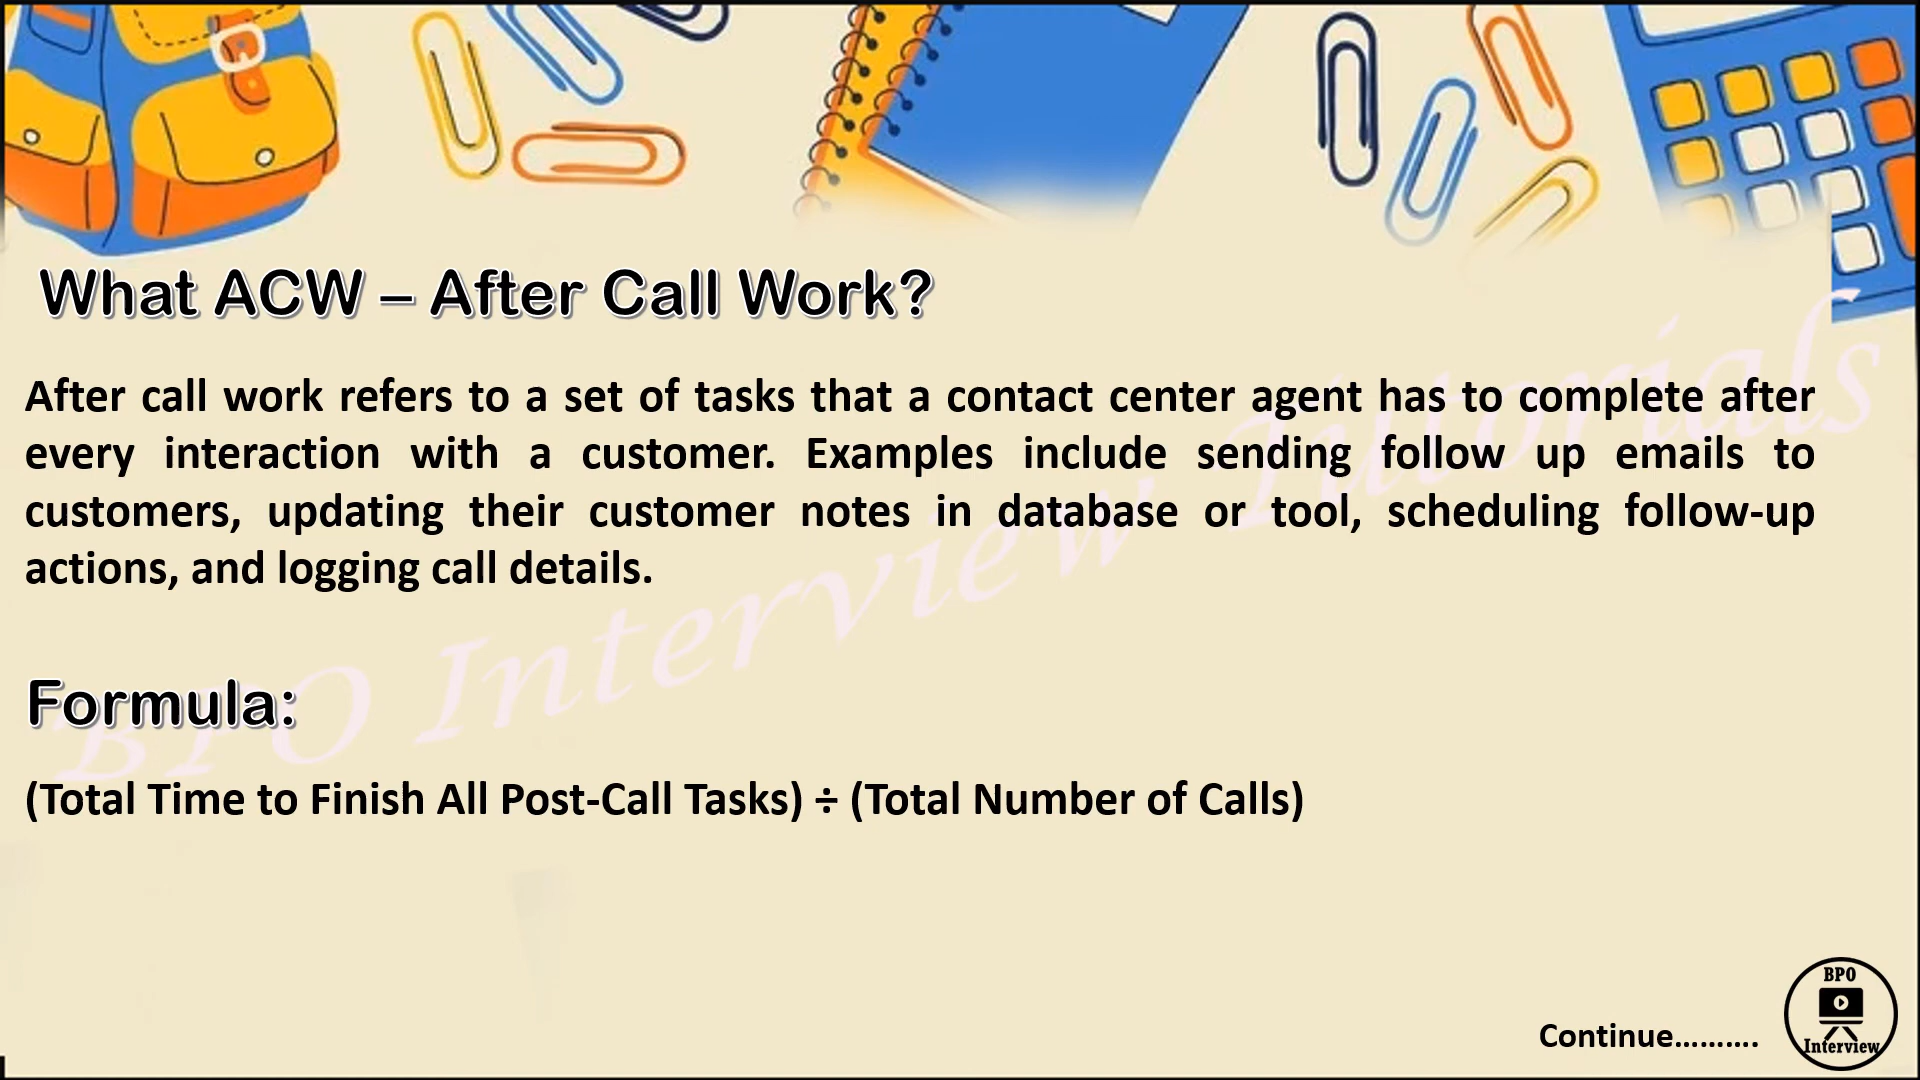 What ACW – After Call Work?
After call work refers to a set of tasks that a contact center agent has to complete after
every interaction with a customer. Examples include sending follow up emails to
customers, updating their customer notes in database or tool, scheduling follow-up
actions, and logging call details.
BPO Interview Tutorials
Formula:
(Total Time to Finish All Post-Call Tasks) ÷ (Total Number of Calls)
Continue……….
BPO
Interview